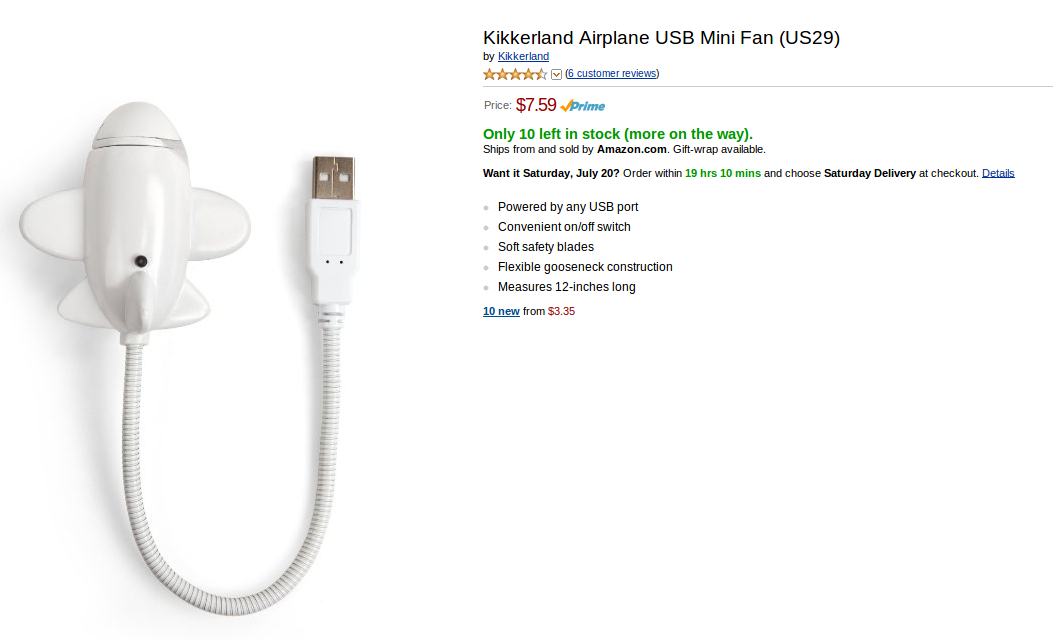 Kikkerland Airplane USB Mini Fan (US29)
by Kikkerland
(6 customer reviews)
Price: $7.59 Prime
Only 10 left in stock (more on the way).
Ships from and sold by Amazon.com. Gift-wrap available.
Want it Saturday, July 20? Order within 19 hrs 10 mins and choose Saturday Delivery at checkout. Details
Powered by any USB port
Convenient on/off switch
Soft safety blades
Flexible gooseneck construction
Measures 12-inches long
10 new from $3.35